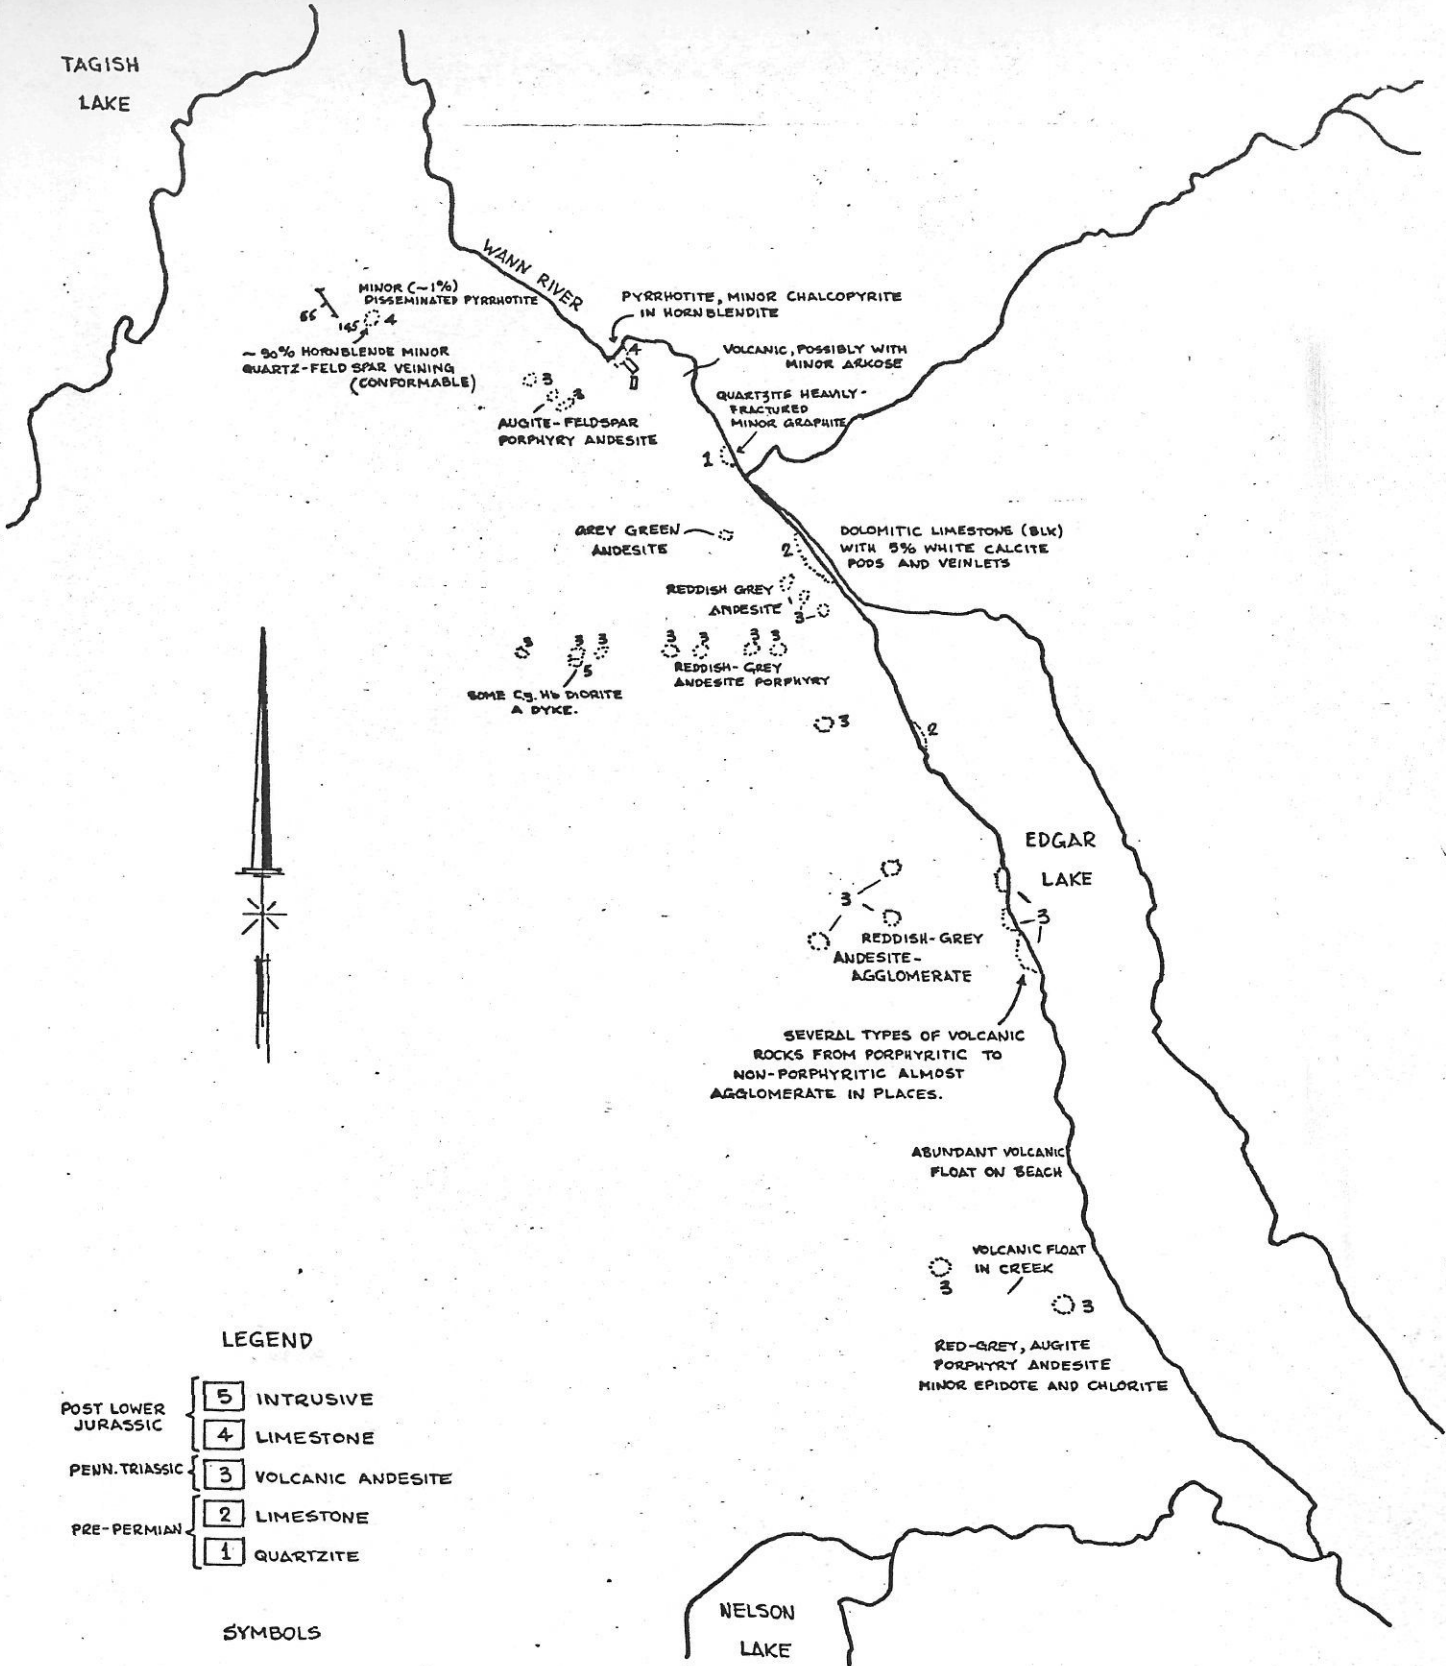 TAGISH
LAKE
WANN RIVER
MINOR (~1%)
DISSEMINATED PYRRHOTITE
4
~90% HORNBLENDE MINOR
QUARTZ-FELDSPAR VEINING
(CONFORMABLE)
PYRRHOTITE, MINOR CHALCOPYRITE
IN HORNBLENDITE
4
VOLCANIC, POSSIBLY WITH
MINOR ARKOSE
3
3
AUGITE-FELDSPAR
PORPHYRY ANDESITE
QUARTZITE HEAVILY-
FRACTURED
MINOR GRAPHITE
1
GREY GREEN
ANDESITE
2
DOLOMITIC LIMESTONE (BLK)
WITH 5% WHITE CALCITE
PODS AND VEINLETS
REDDISH GREY
ANDESITE
3
3 3 3 3 3 3 3
5
SOME Cg. Hb DIORITE
A DYKE.
REDDISH-GREY
ANDESITE PORPHYRY
3
2
EDGAR
LAKE
3
3
REDDISH-GREY
ANDESITE-
AGGLOMERATE
SEVERAL TYPES OF VOLCANIC
ROCKS FROM PORPHYRITIC TO
NON-PORPHYRITIC ALMOST
AGGLOMERATE IN PLACES.
ABUNDANT VOLCANIC
FLOAT ON BEACH
VOLCANIC FLOAT
IN CREEK
3
3
RED-GREY, AUGITE
PORPHYRY ANDESITE
MINOR EPIDOTE AND CHLORITE
LEGEND
POST LOWER
JURASSIC
5 INTRUSIVE
4 LIMESTONE
PENN. TRIASSIC
3 VOLCANIC ANDESITE
PRE-PERMIAN
2 LIMESTONE
1 QUARTZITE
SYMBOLS
NELSON
LAKE